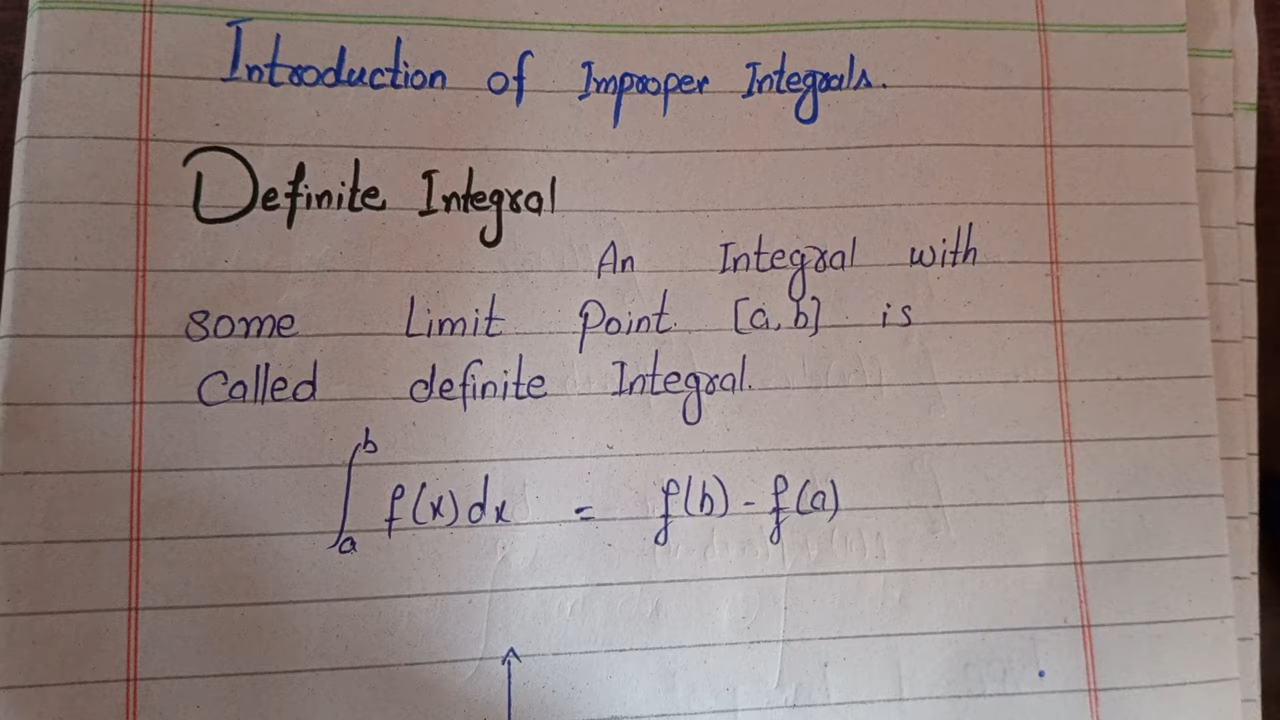 Introduction of Improper Integrals.
Definite Integral
An Integral with
some Limit Point [a,b] is
Called definite Integral.
∫ₐᵇ f(x)dx = f(b) - f(a)